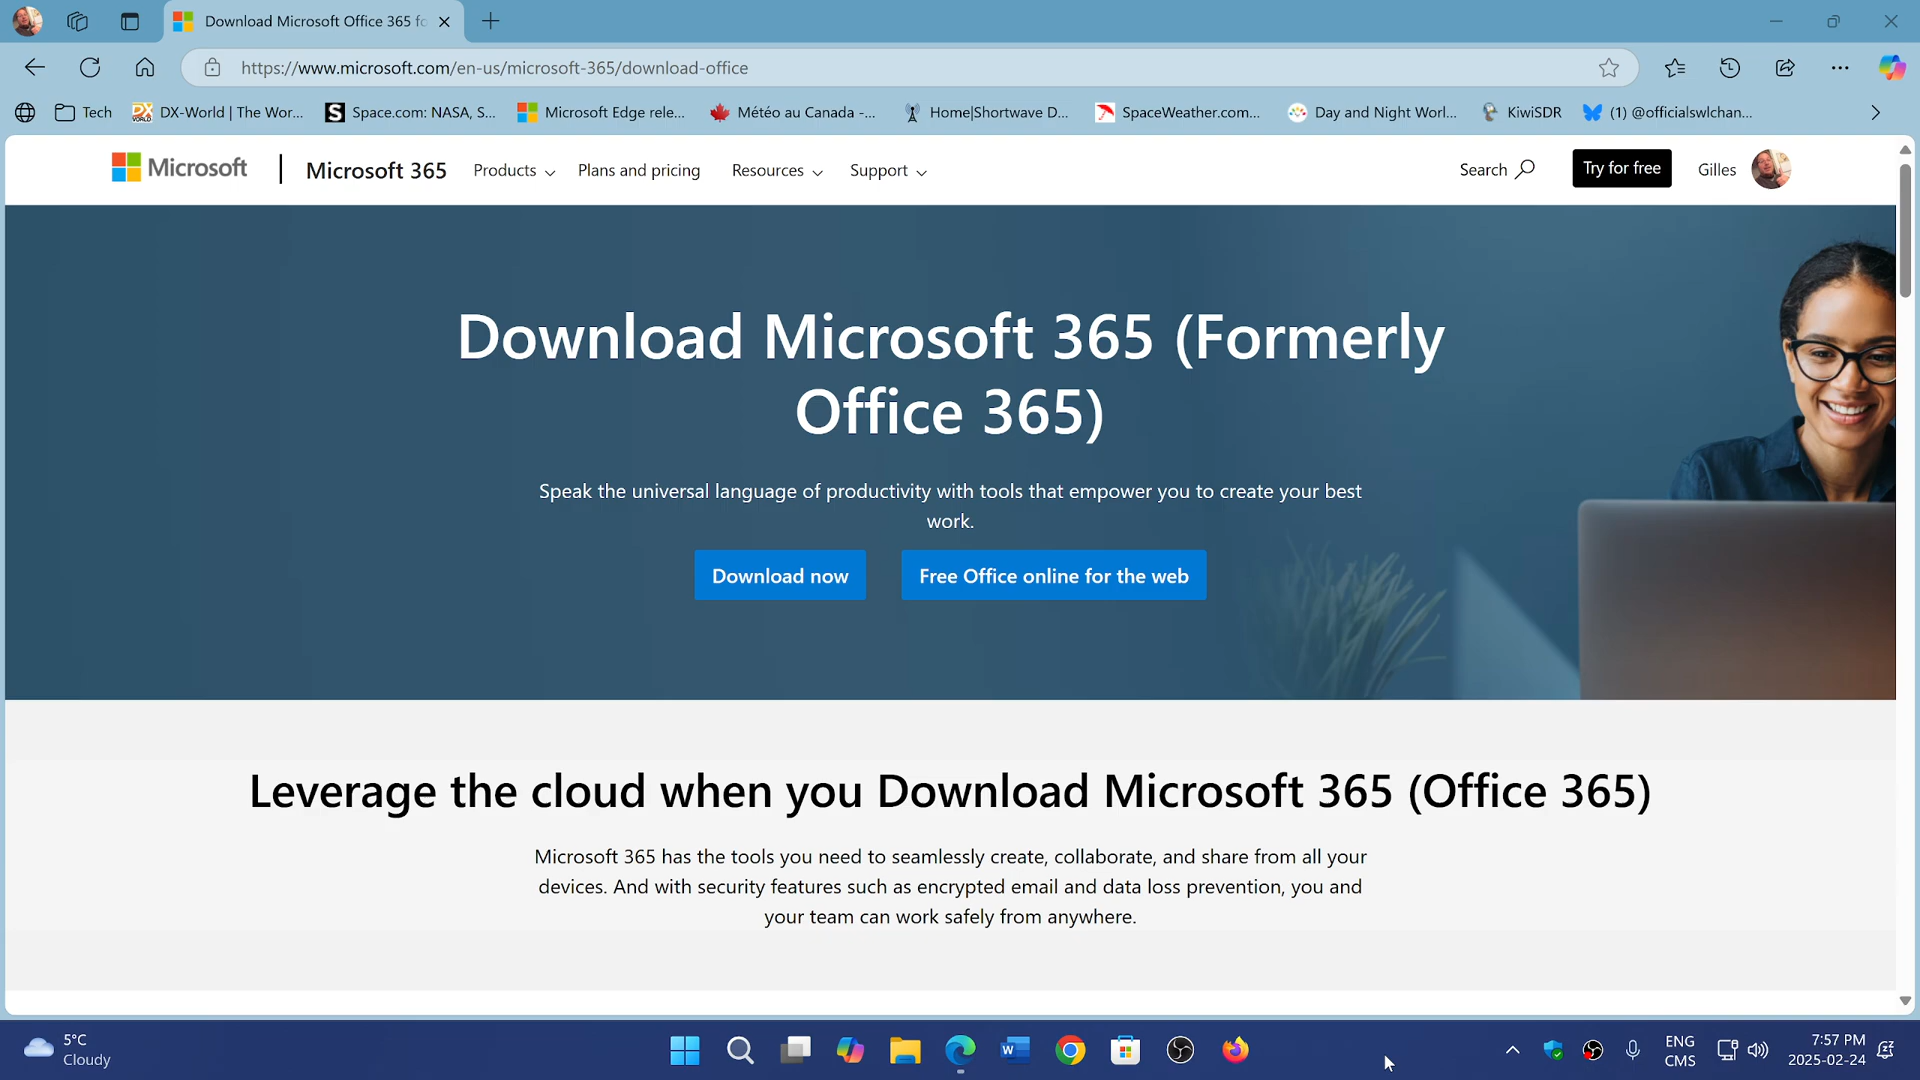 Download Microsoft Office 365 fo
https://www.microsoft.com/en-us/microsoft-365/download-office
Tech
DX-World | The Wor...
Space.com: NASA, S...
Microsoft Edge rele...
Météo au Canada -...
Home|Shortwave D...
SpaceWeather.com...
Day and Night Worl...
KiwiSDR
(1) @officialswlchan...
Microsoft
Microsoft 365
Products
Plans and pricing
Resources
Support
Search
Try for free
Gilles
Download Microsoft 365 (Formerly
Office 365)
Speak the universal language of productivity with tools that empower you to create your best
work.
Download now
Free Office online for the web
Leverage the cloud when you Download Microsoft 365 (Office 365)
Microsoft 365 has the tools you need to seamlessly create, collaborate, and share from all your
devices. And with security features such as encrypted email and data loss prevention, you and
your team can work safely from anywhere.
5°C
Cloudy
ENG
CMS
7:57 PM
2025-02-24